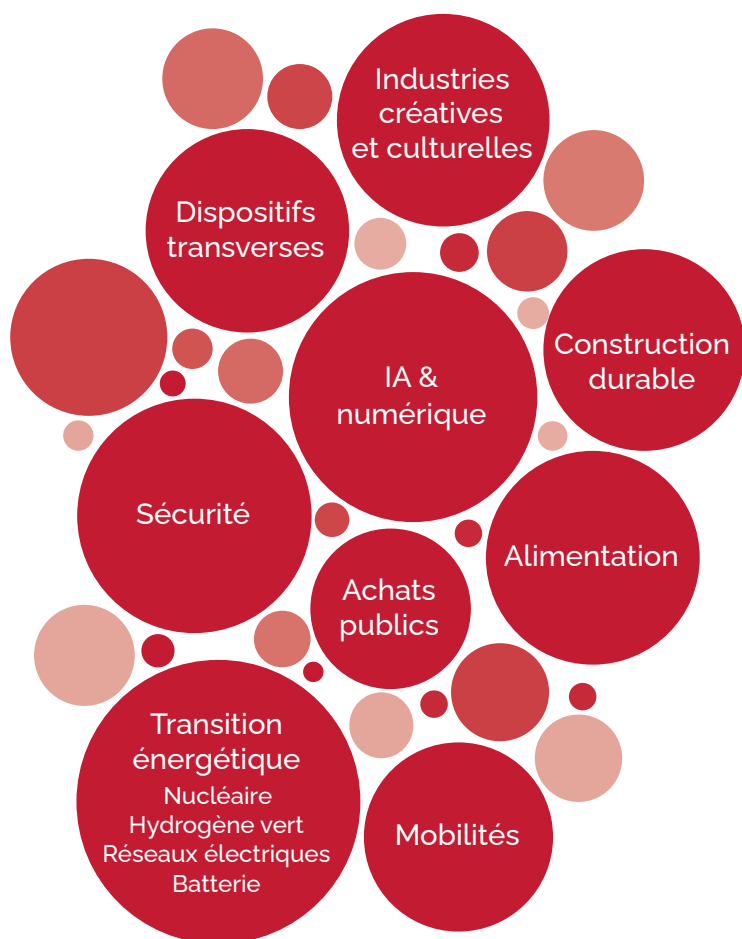 Industries
créatives
et culturelles
Dispositifs
transverses
Construction
durable
IA &
numérique
Sécurité
Alimentation
Achats
publics
Transition
énergétique
Nucléaire
Hydrogène vert
Réseaux électriques
Batterie
Mobilités